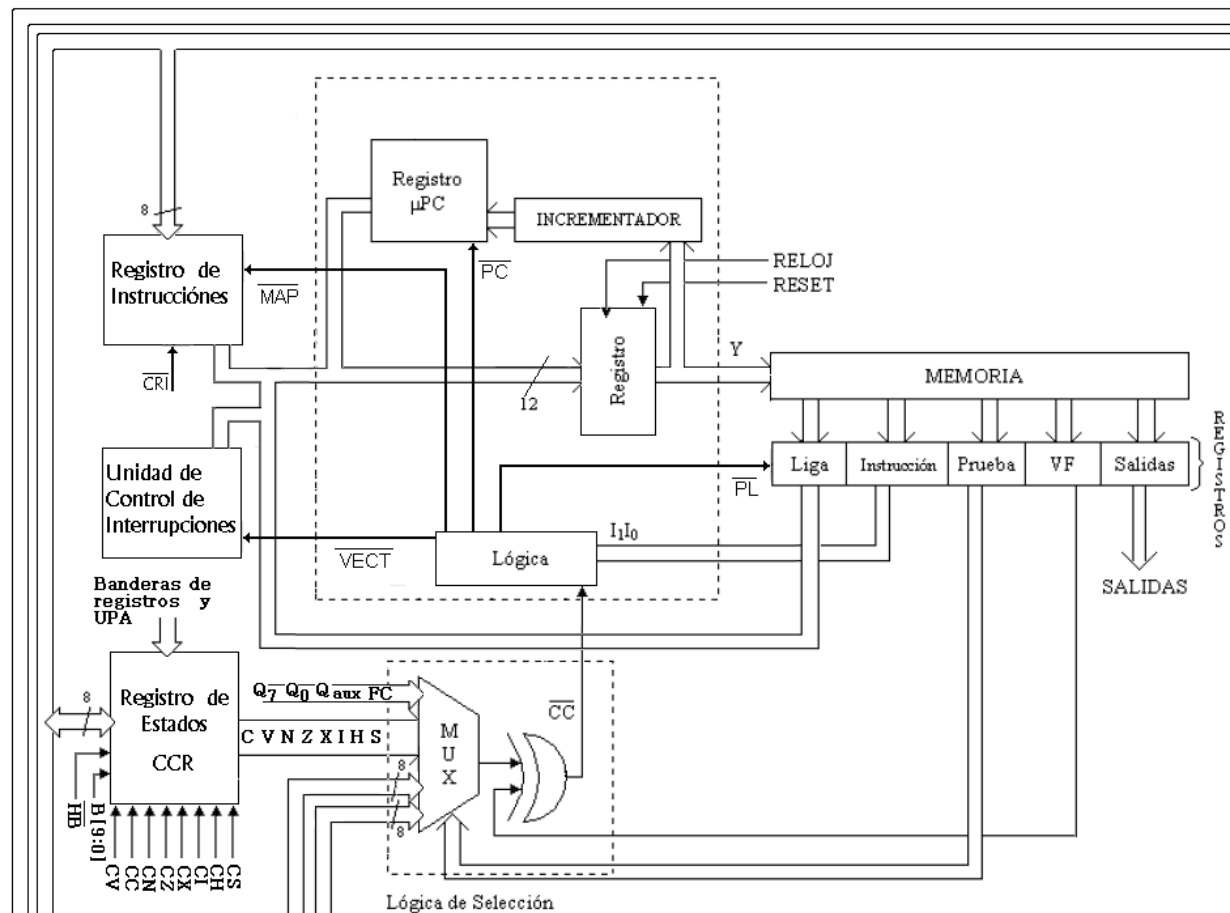 Registro
µPC
INCREMENTADOR
8
Registro de
Instrucciónes
MAP
PC
RELOJ
RESET
CRI
12
Registro
Y
MEMORIA
Liga
Instrucción
Prueba
VF
Salidas
REGISTROS
Unidad de
Control de
Interrupciones
PL
I1I0
VECT
Lógica
SALIDAS
Banderas de
registros y
UPA
Registro de
Estados
CCR
8
Q7 Q0 Q aux FC
C V N Z X I H S
MUX
CC
8
8
HB
B [9:0]
CV
CC
CN
CZ
CX
CI
CH
CS
Lógica de Selección